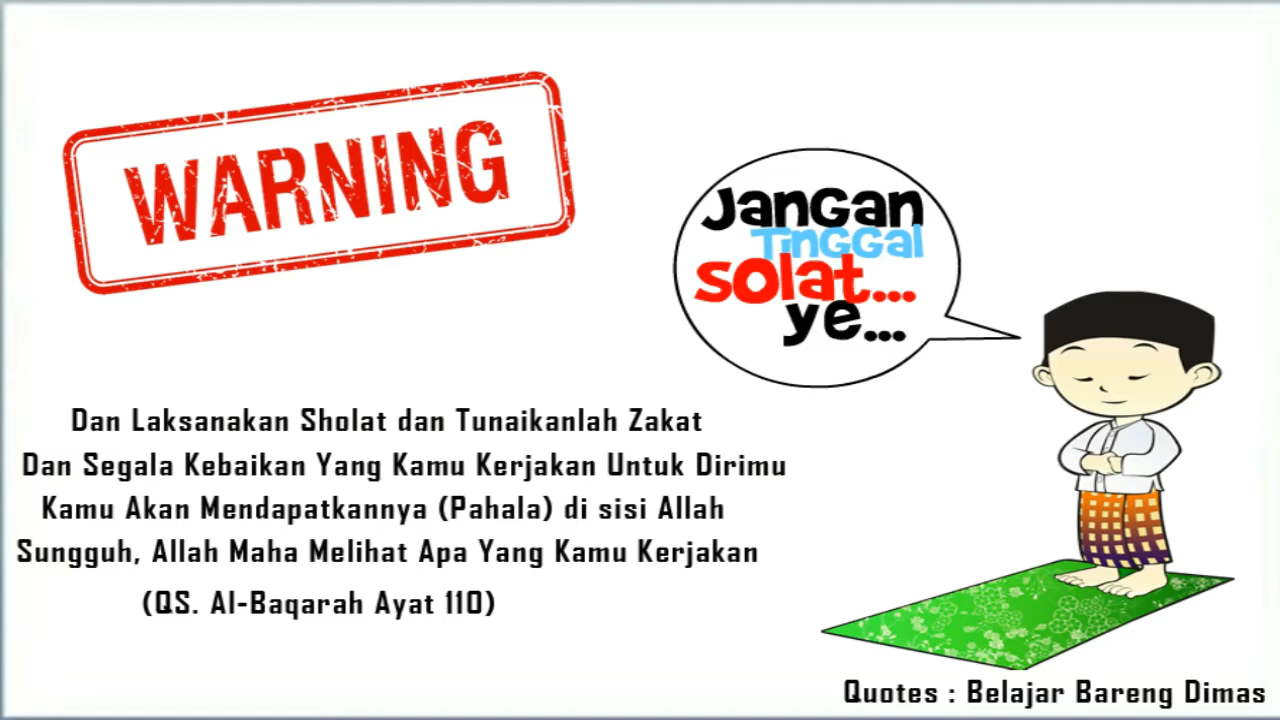 WARNING
Jangan
Tinggal
solat...
ye...
Dan Laksanakan Sholat dan Tunaikanlah Zakat
Dan Segala Kebaikan Yang Kamu Kerjakan Untuk Dirimu
Kamu Akan Mendapatkannya (Pahala) di sisi Allah
Sungguh, Allah Maha Melihat Apa Yang Kamu Kerjakan
(QS. Al-Baqarah Ayat 110)
Quotes : Belajar Bareng Dimas